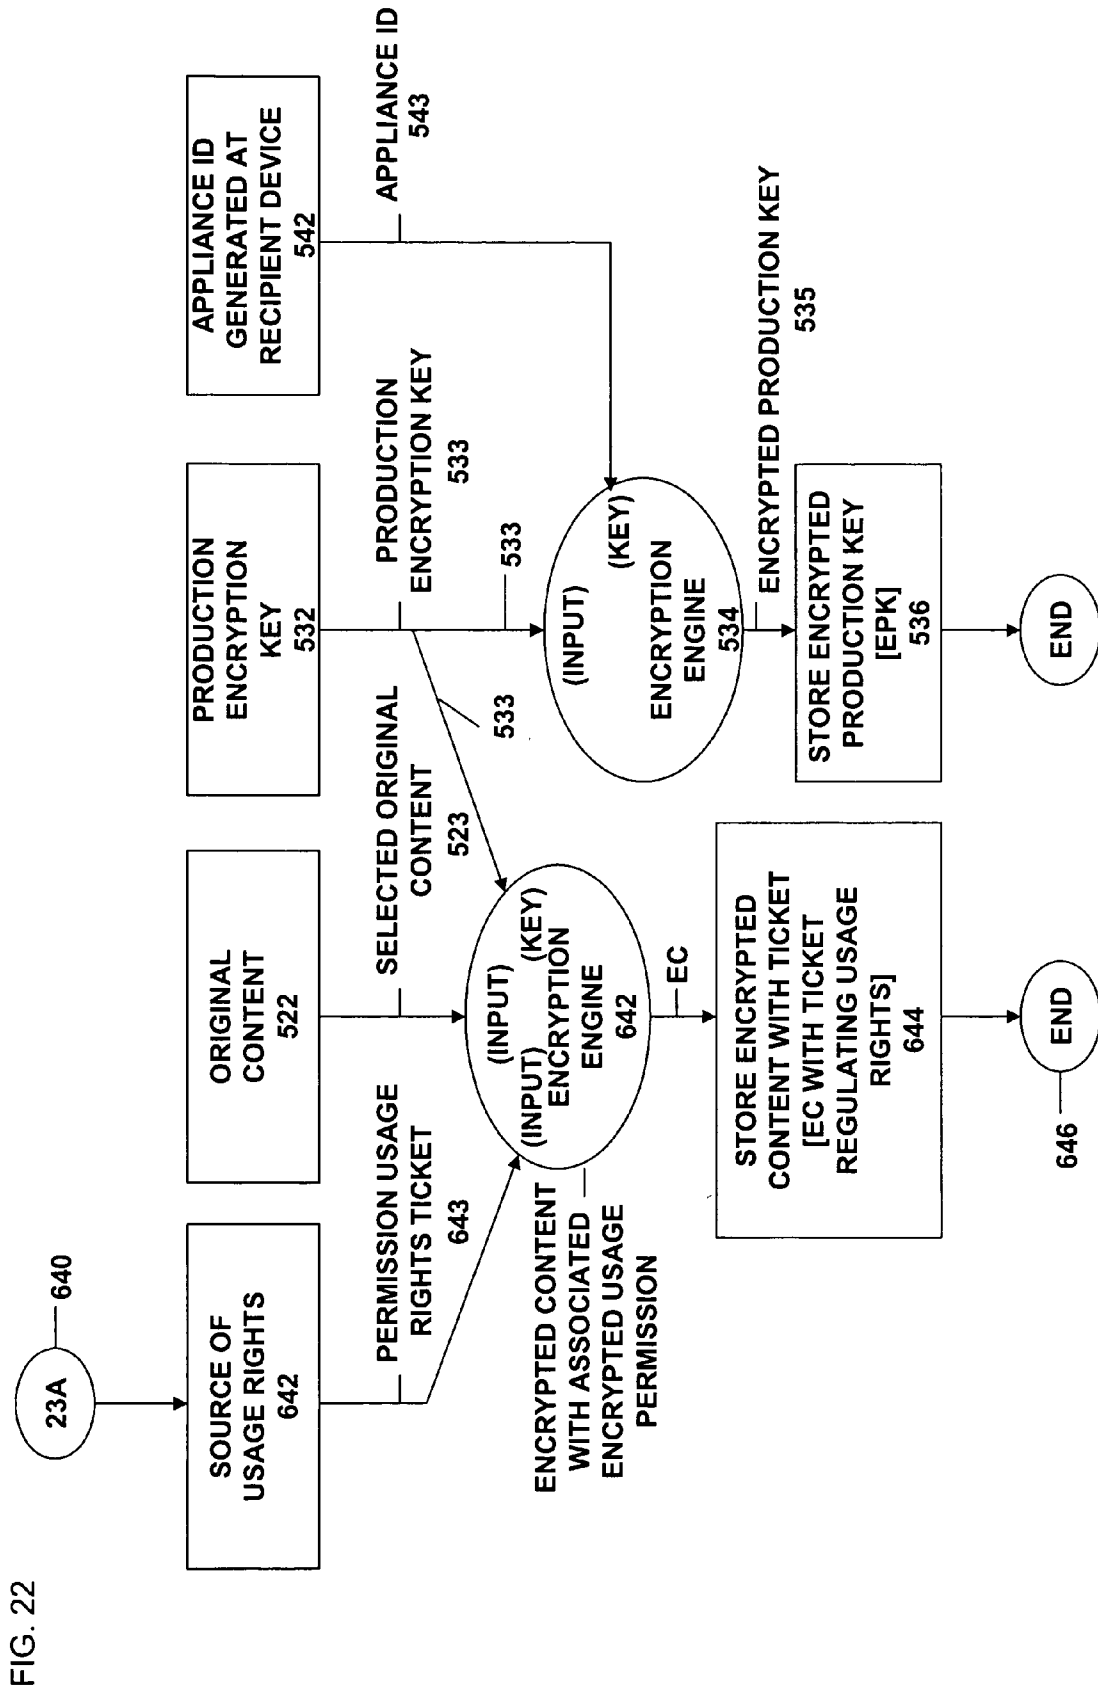 FIG. 22
23A
640
SOURCE OF
USAGE RIGHTS
642
ORIGINAL
CONTENT
522
PRODUCTION
ENCRYPTION
KEY
532
APPLIANCE ID
GENERATED AT
RECIPIENT DEVICE
542
PERMISSION USAGE
RIGHTS TICKET
643
SELECTED ORIGINAL
CONTENT
523
PRODUCTION
ENCRYPTION KEY
533
APPLIANCE ID
543
533
533
(INPUT)
(INPUT)
(KEY)
ENCRYPTION
ENGINE
642
(INPUT)
(KEY)
ENCRYPTION
ENGINE
534
ENCRYPTED CONTENT
WITH ASSOCIATED
ENCRYPTED USAGE
PERMISSION
EC
ENCRYPTED PRODUCTION KEY
535
STORE ENCRYPTED
CONTENT WITH TICKET
[EC WITH TICKET
REGULATING USAGE
RIGHTS]
644
STORE ENCRYPTED
PRODUCTION KEY
[EPK]
536
646
END
END